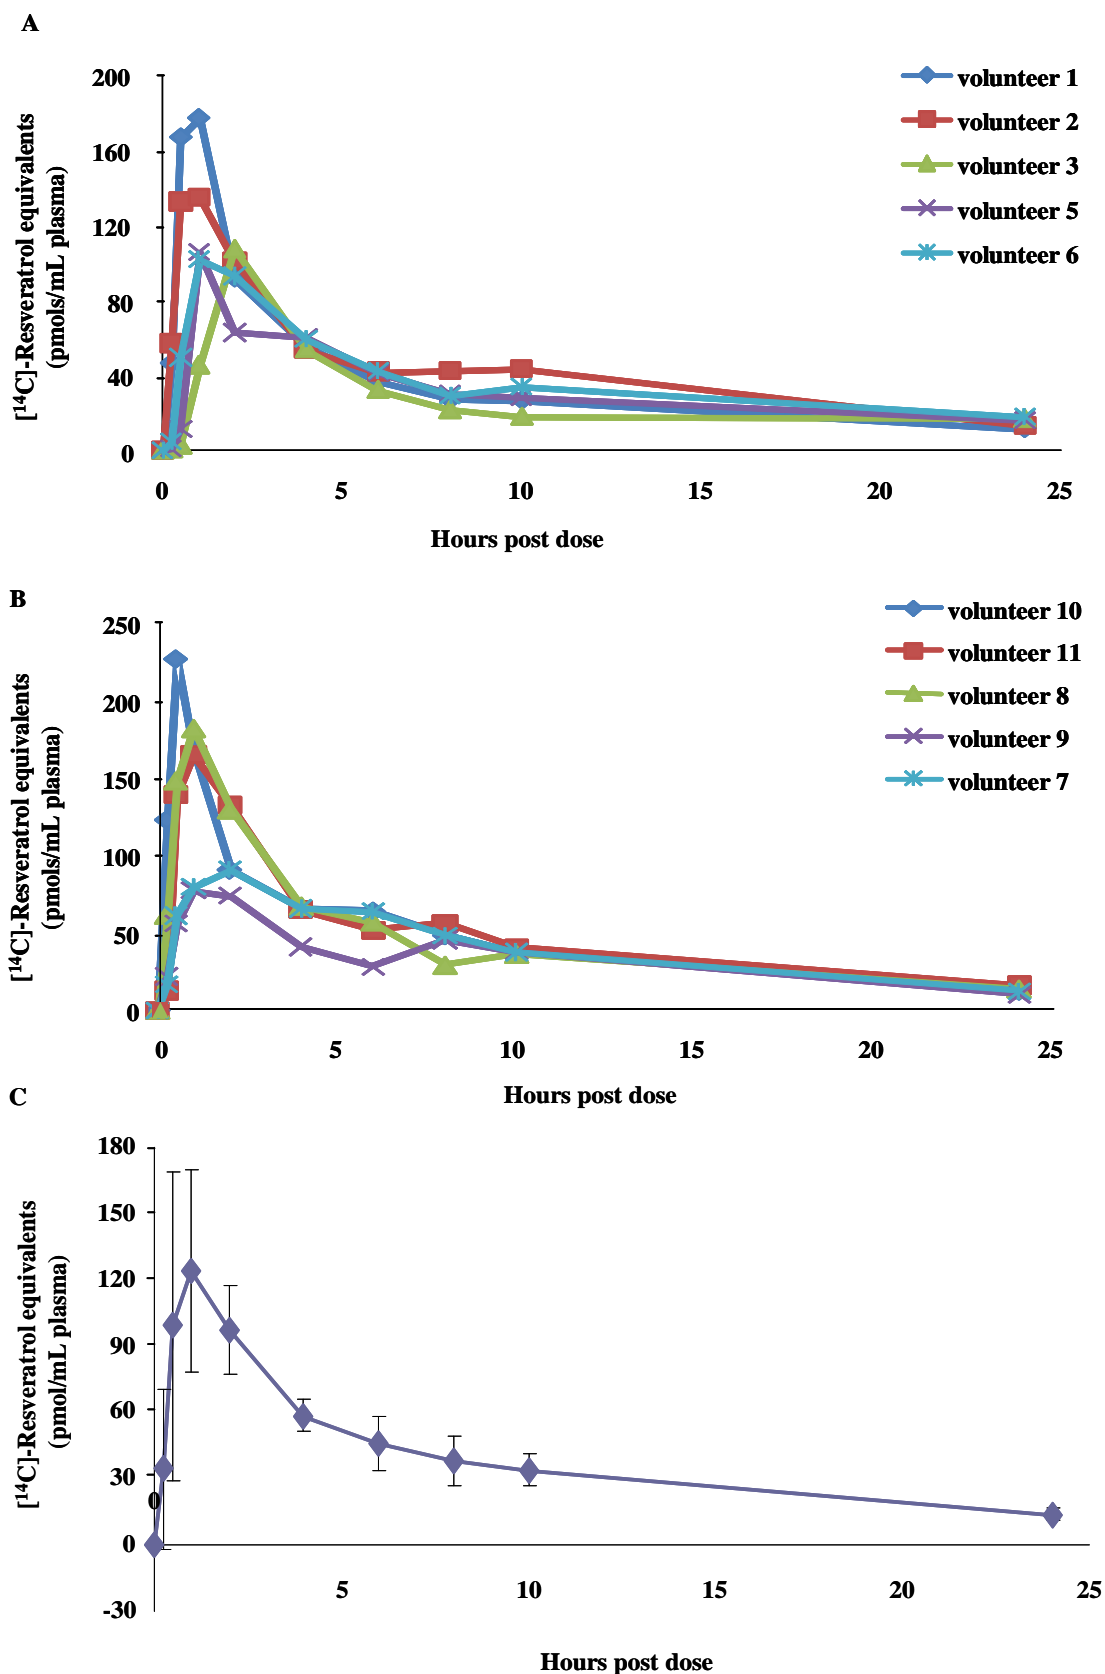 A
[14C]-Resveratrol equivalents
(pmols/mL plasma)
200
160
120
80
40
0
0 5 10 15 20 25
Hours post dose
volunteer 1
volunteer 2
volunteer 3
volunteer 5
volunteer 6
B
[14C]-Resveratrol equivalents
(pmols/mL plasma)
250
200
150
100
50
0
0 5 10 15 20 25
Hours post dose
volunteer 10
volunteer 11
volunteer 8
volunteer 9
volunteer 7
C
[14C]-Resveratrol equivalents
(pmol/mL plasma)
180
150
120
90
60
30
0
-30
0 5 10 15 20 25
Hours post dose